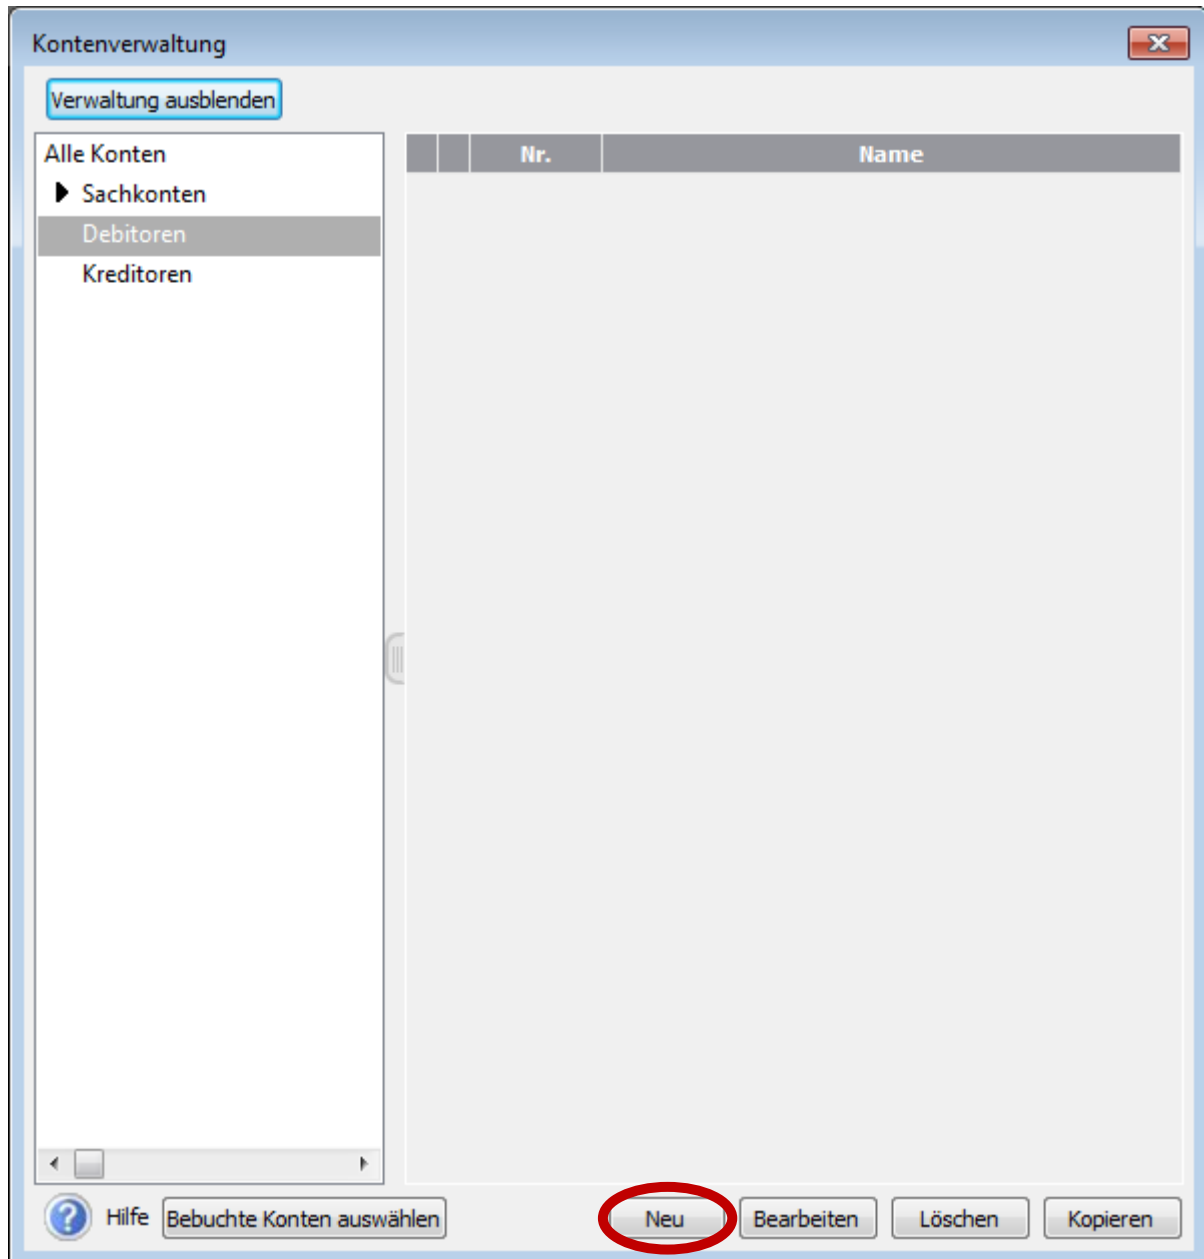 Kontenverwaltung
Verwaltung ausblenden
Alle Konten
Sachkonten
Debitoren
Kreditoren
Nr. Name
Hilfe Bebuchte Konten auswählen Neu Bearbeiten Löschen Kopieren